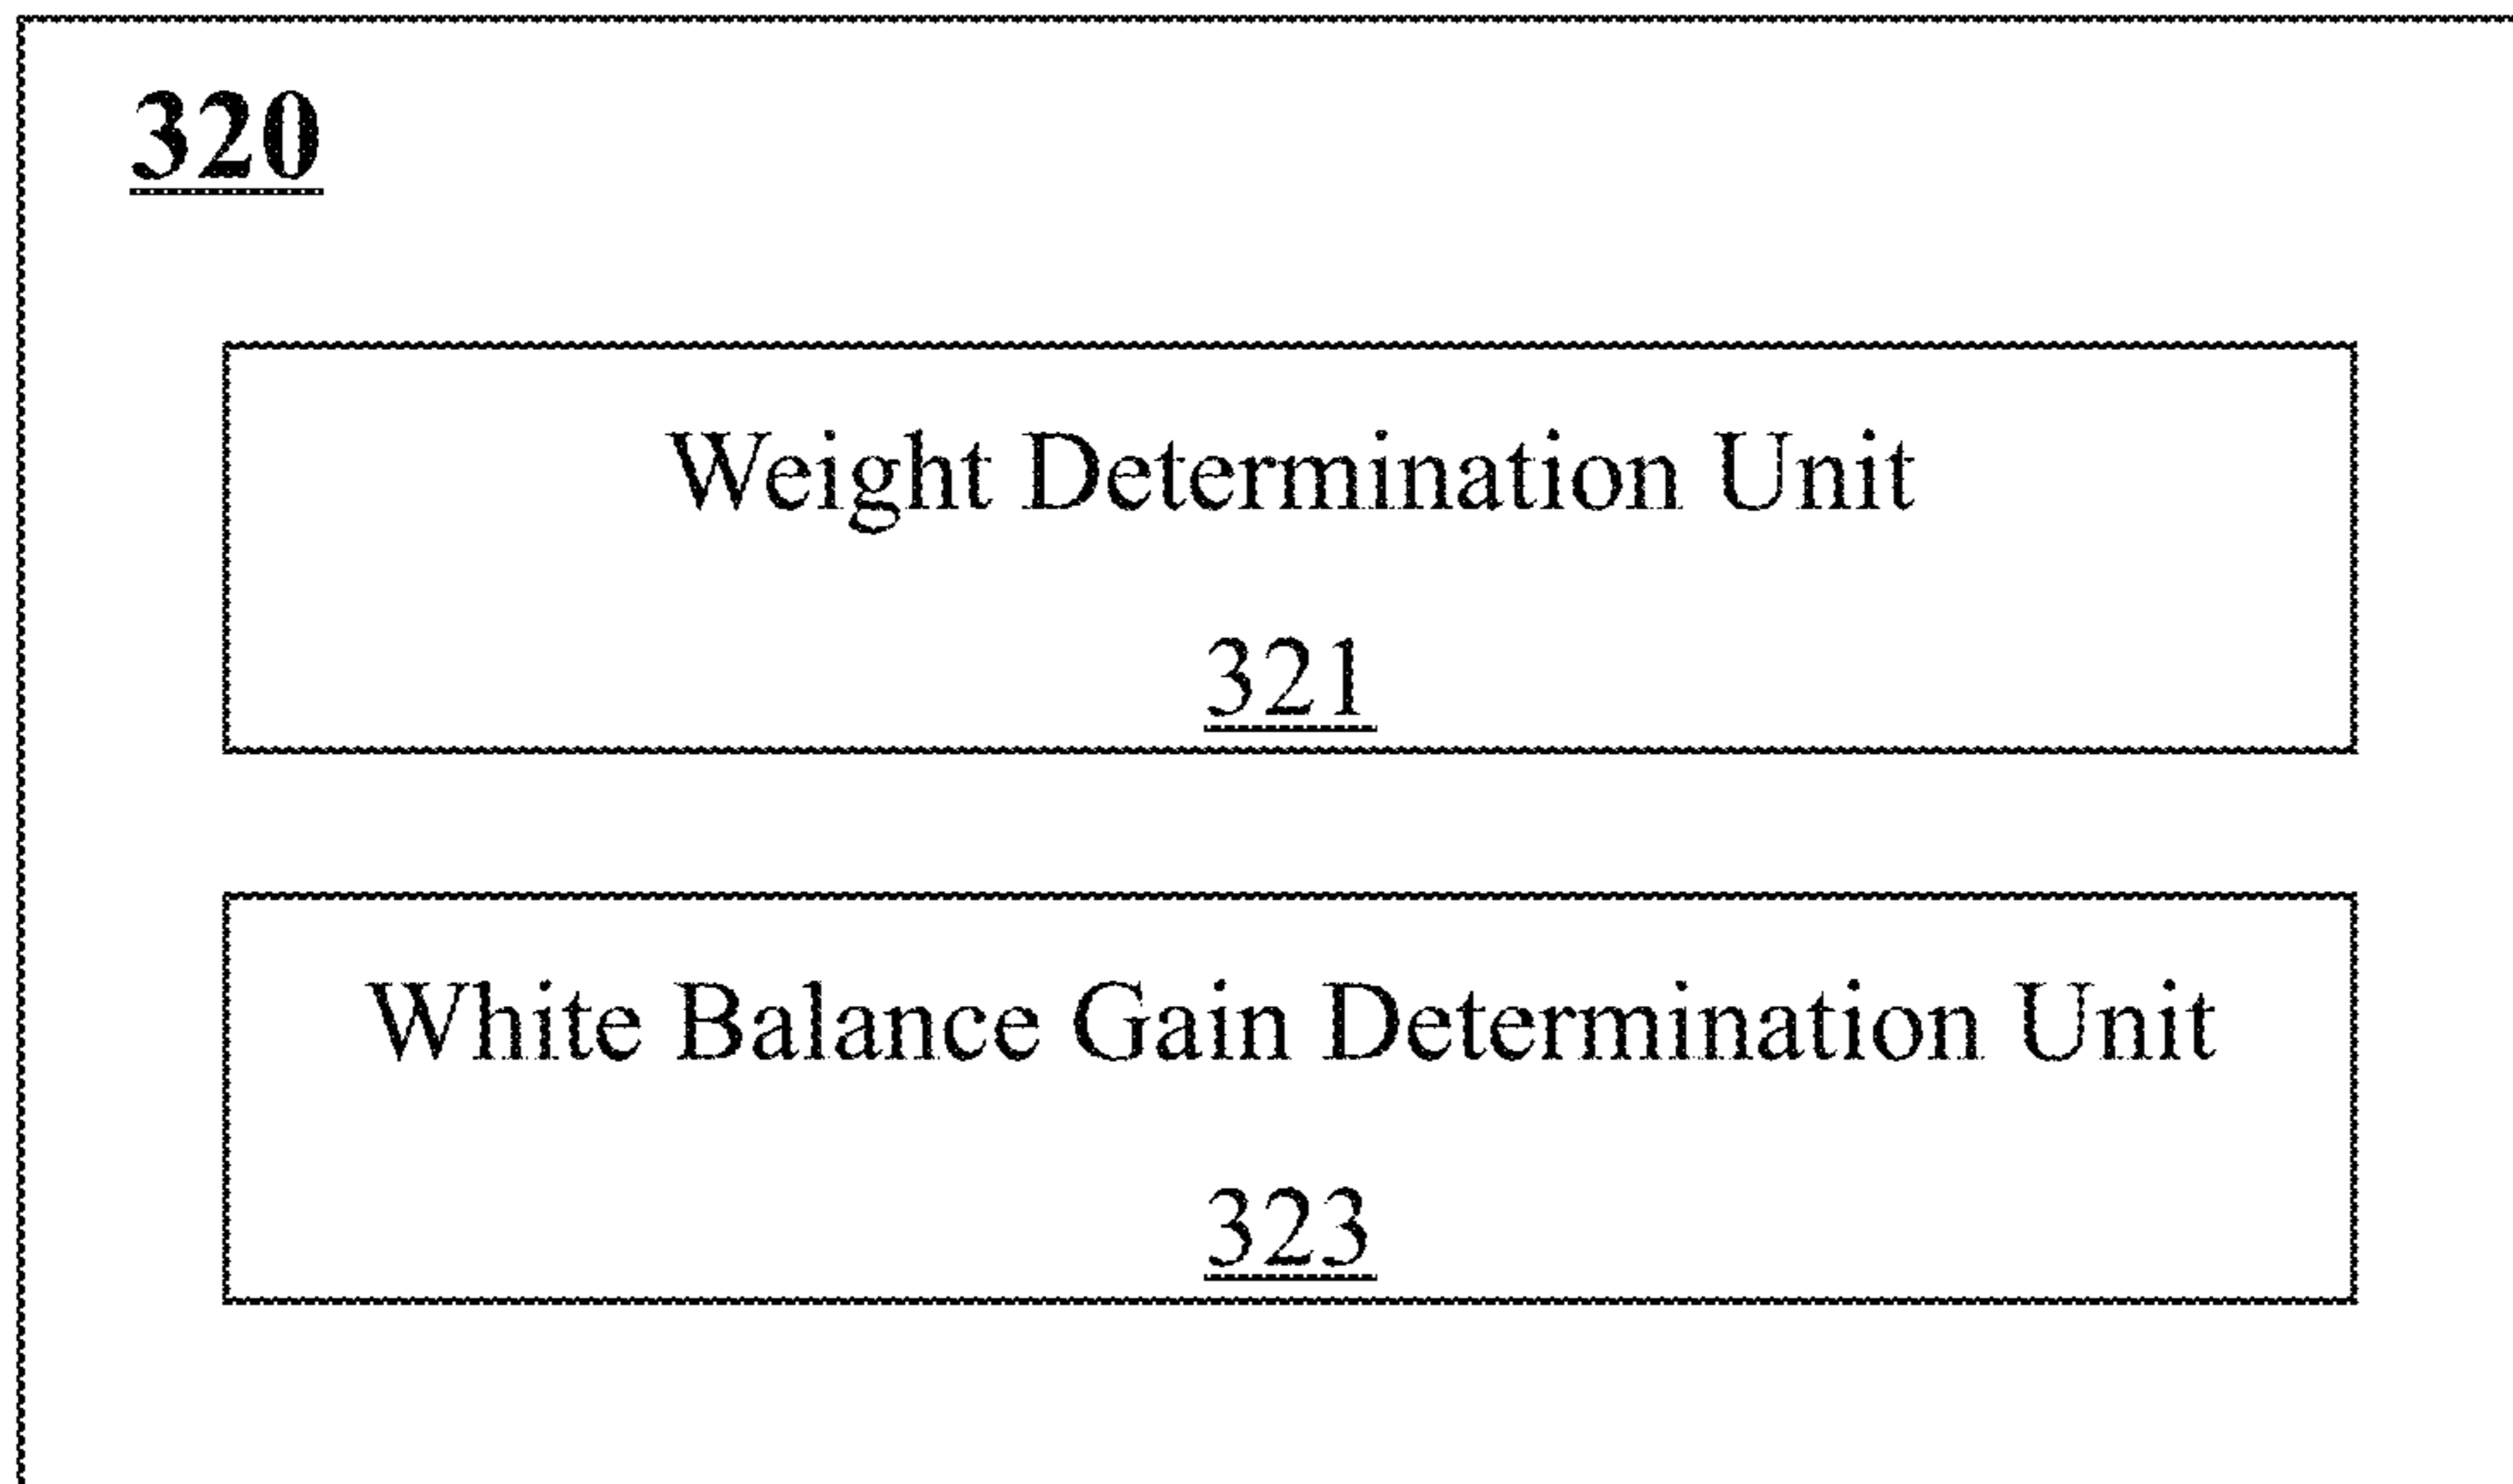 320
Weight Determination Unit
321
White Balance Gain Determination Unit
323